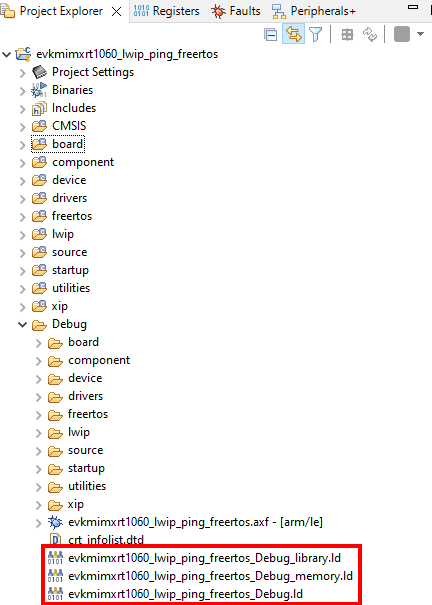 Project Explorer Registers Faults Peripherals+
evkmimxrt1060_lwip_ping_freertos
Project Settings
Binaries
Includes
CMSIS
board
component
device
drivers
freertos
lwip
source
startup
utilities
xip
Debug
board
component
device
drivers
freertos
lwip
source
startup
utilities
xip
evkmimxrt1060_lwip_ping_freertos.axf - [arm/le]
crt_infolist.dtd
evkmimxrt1060_lwip_ping_freertos_Debug_library.ld
evkmimxrt1060_lwip_ping_freertos_Debug_memory.ld
evkmimxrt1060_lwip_ping_freertos_Debug.ld